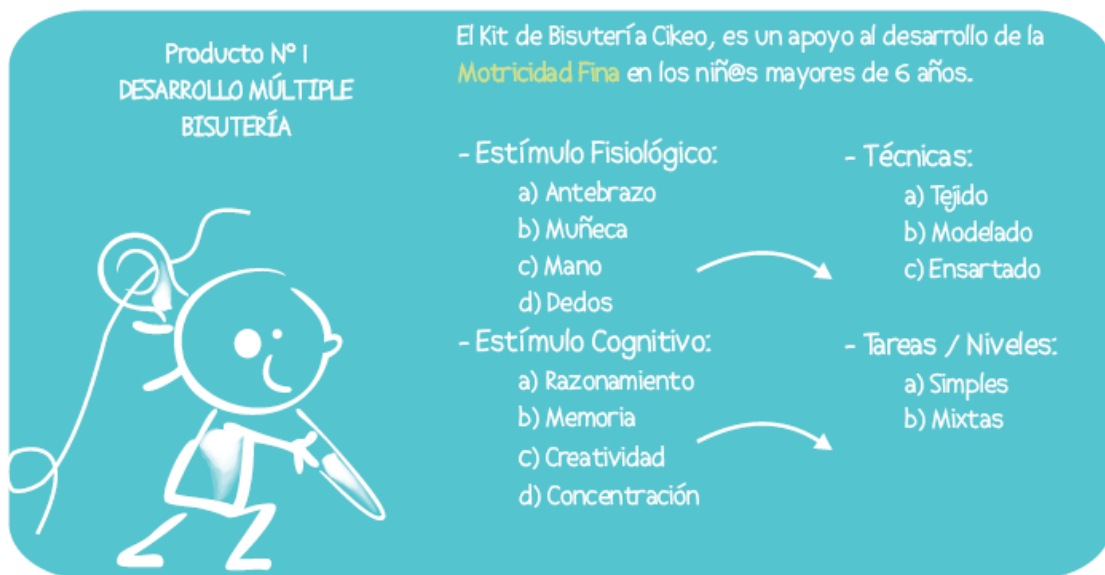 Producto Nº 1
DESARROLLO MÚLTIPLE
BISUTERÍA
El Kit de Bisutería Cikeo, es un apoyo al desarrollo de la
Motricidad Fina en los niñ@s mayores de 6 años.
- Estímulo Fisiológico:
a) Antebrazo
b) Muñeca
c) Mano
d) Dedos
- Técnicas:
a) Tejido
b) Modelado
c) Ensartado
- Estímulo Cognitivo:
a) Razonamiento
b) Memoria
c) Creatividad
d) Concentración
- Tareas / Niveles:
a) Simples
b) Mixtas